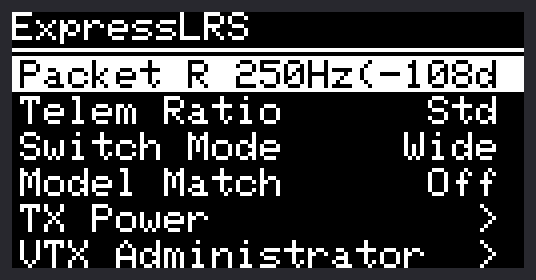 ExpressLRS
Packet R 250Hz(-108d
Telem Ratio Std
Switch Mode Wide
Model Match Off
TX Power >
VTX Administrator >